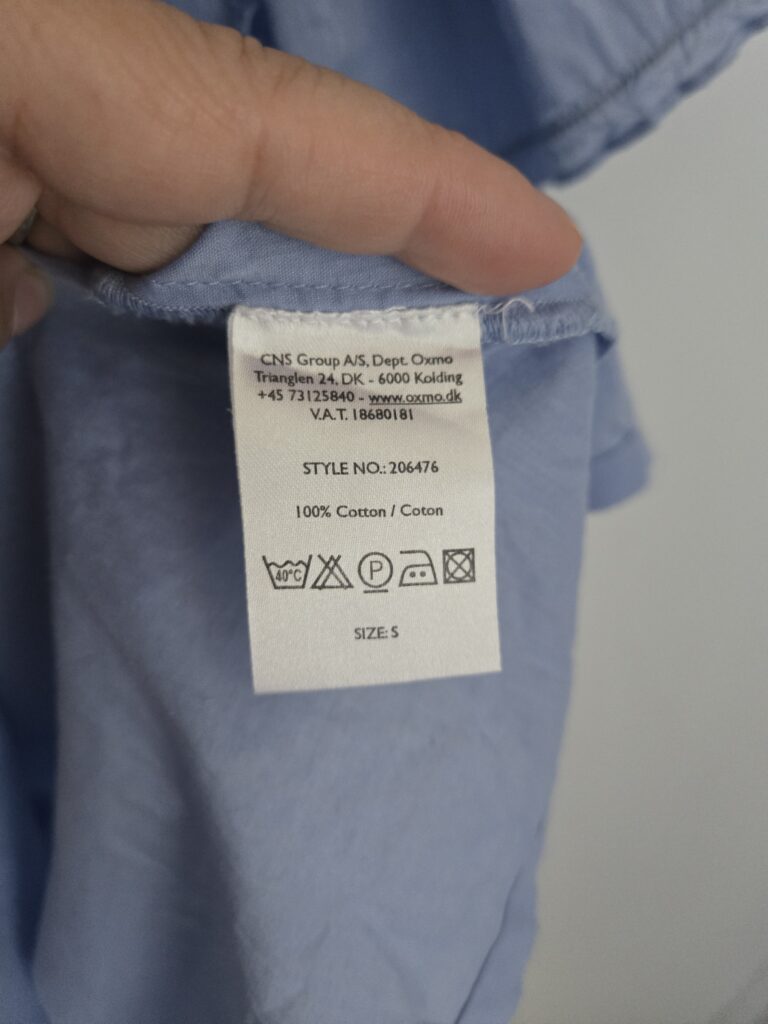 CNS Group A/S, Dept. Oxmo
Trianglen 24, DK - 6000 Kolding
+45 73125840 - www.oxmo.dk
V.A.T. 18680181
STYLE NO.: 206476
100% Cotton / Coton
40°C P
SIZE: S